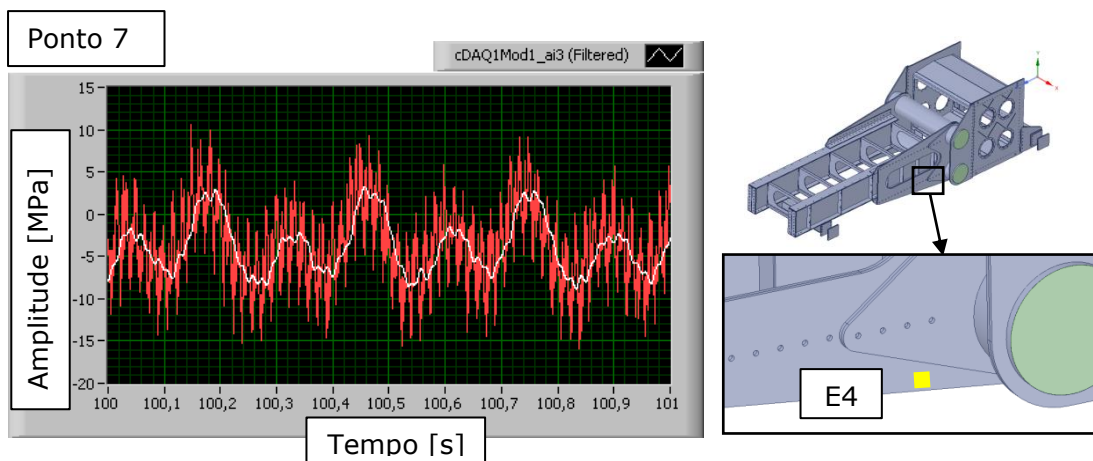 Ponto 7
cDAQ1Mod1_ai3 (Filtered)
15
10
5
0
-5
-10
-15
-20
Amplitude [MPa]
100
100,1
100,2
100,3
100,4
100,5
100,6
100,7
100,8
100,9
101
Tempo [s]
Y
X
E4